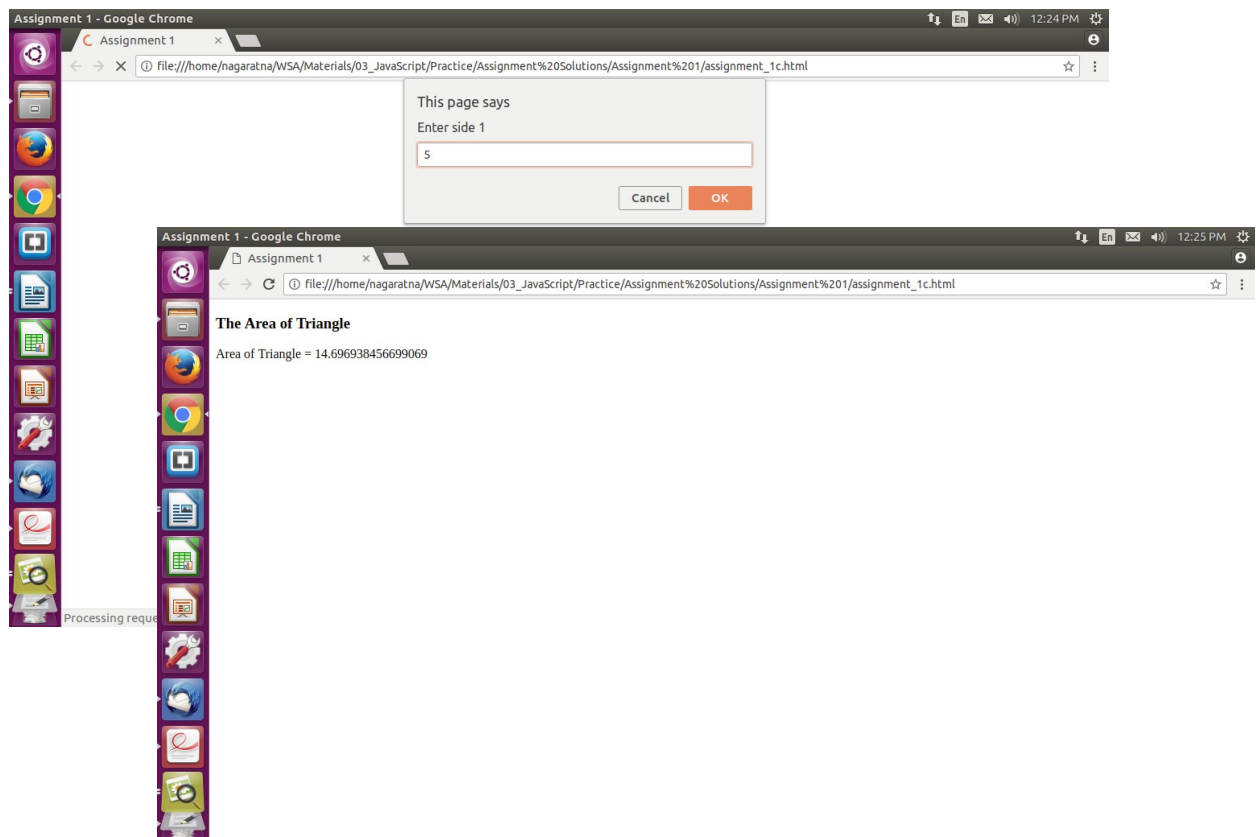 Assignment 1 - Google Chrome
En
12:24 PM
Assignment 1
file:///home/nagaratna/WSA/Materials/03_JavaScript/Practice/Assignment%20Solutions/Assignment%201/assignment_1c.html
This page says
Enter side 1
5
Cancel OK
Processing reque
Assignment 1 - Google Chrome
En
12:25 PM
Assignment 1
file:///home/nagaratna/WSA/Materials/03_JavaScript/Practice/Assignment%20Solutions/Assignment%201/assignment_1c.html
The Area of Triangle
Area of Triangle = 14.696938456699069